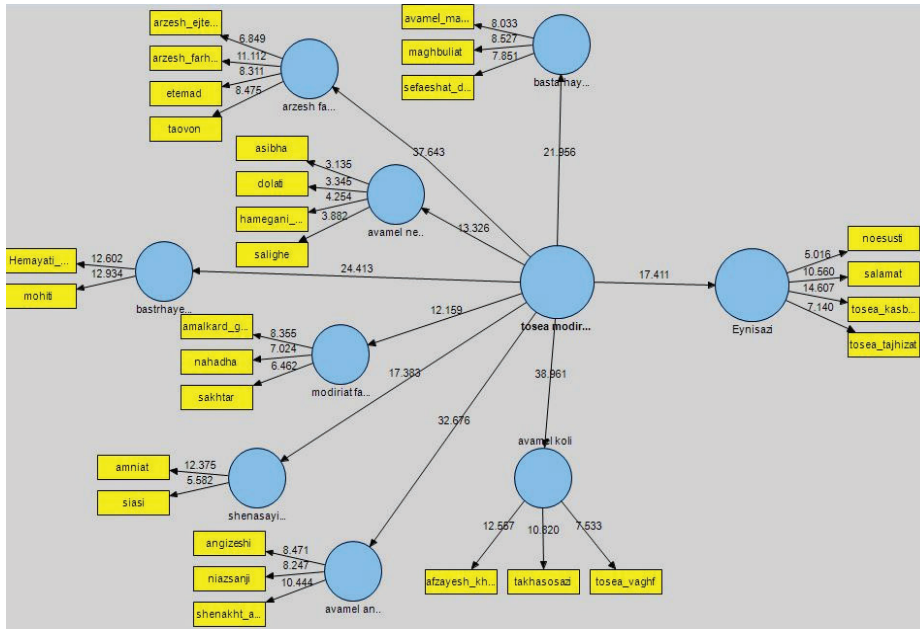 arzesh_ejte...
6.849
arzesh_farh...
11.112
etemad
8.311
taovon
8.475
arzesh fa...
avamel_ma...
8.033
maghbuliat
8.527
sefaeshat_d...
7.851
bastarhay...
37.643
21.956
asibha
3.135
dolati
3.345
hamegani_...
4.254
salighe
3.882
avamel ne..
13.326
Hemayati_...
12.602
mohiti
12.934
bastrhaye...
24.413
tosea modir...
17.411
Eynisazi
noesusti
5.016
salamat
10.560
tosea_kasb...
14.607
tosea_tajhizat
7.140
amalkard_g...
8.355
nahadha
7.024
sakhtar
6.462
modiriat fa...
12.159
17.383
38.961
32.676
amniat
12.375
siasi
5.582
shenasayi...
avamel koli
12.557
10.820
7.533
afzayesh_kh...
takhasosazi
tosea_vaghf
angizeshi
8.471
niazsanji
8.247
shenakht_a...
10.444
avamel an..